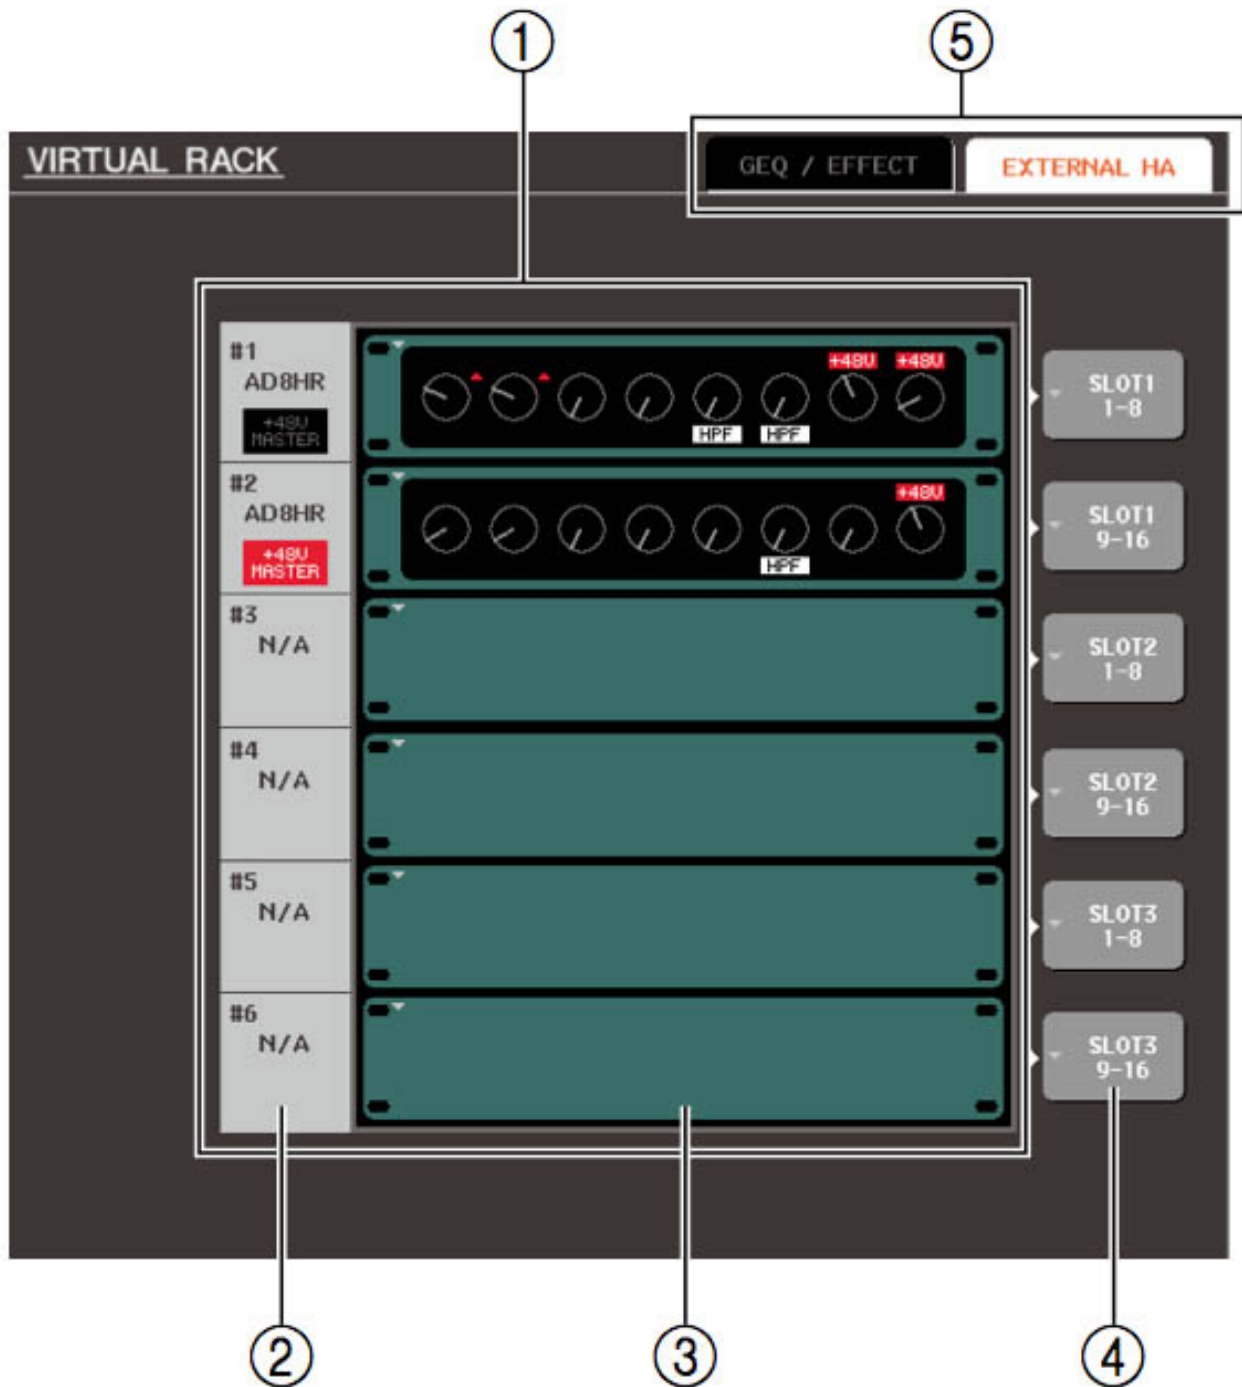 ① ⑤
VIRTUAL RACK
GEQ / EFFECT
EXTERNAL HA
#1
AD8HR
+48V
MASTER
+48V +48V
HPF HPF
SLOT1
1-8
#2
AD8HR
+48V
MASTER
+48V
HPF
SLOT1
9-16
#3
N/A
SLOT2
1-8
#4
N/A
SLOT2
9-16
#5
N/A
SLOT3
1-8
#6
N/A
SLOT3
9-16
② ③ ④